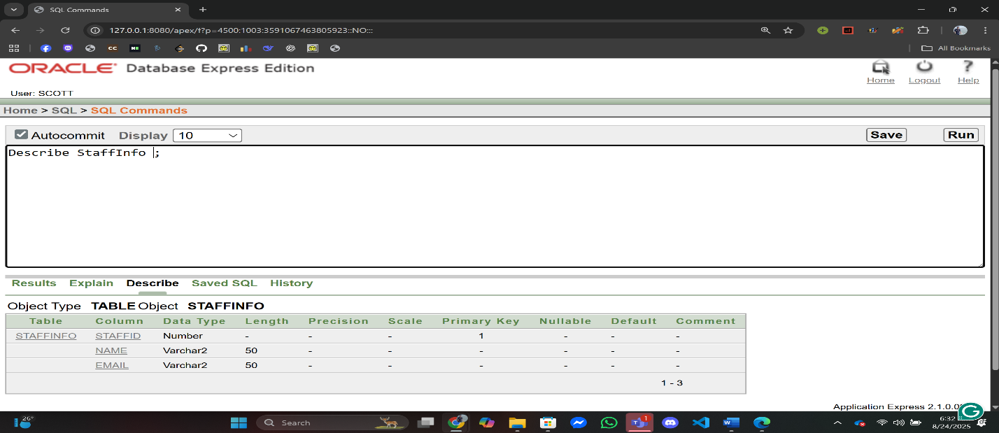 SQL Commands
127.0.0.1:8080/apex/f?p=4500:1003:3591067463805923::NO:::
CC
All Bookmarks
ORACLE Database Express Edition
Home Logout Help
User: SCOTT
Home > SQL > SQL Commands
Autocommit Display 10 Save Run
Describe StaffInfo ;
Results Explain Describe Saved SQL History
Object Type TABLE Object STAFFINFO
Table Column Data Type Length Precision Scale Primary Key Nullable Default Comment
STAFFINFO STAFFID Number - - - 1 - - -
NAME Varchar2 50 - - - - - -
EMAIL Varchar2 50 - - - - - -
1 - 3
Application Express 2.1.0.0
26°
Search
1
6:32
8/24/2025